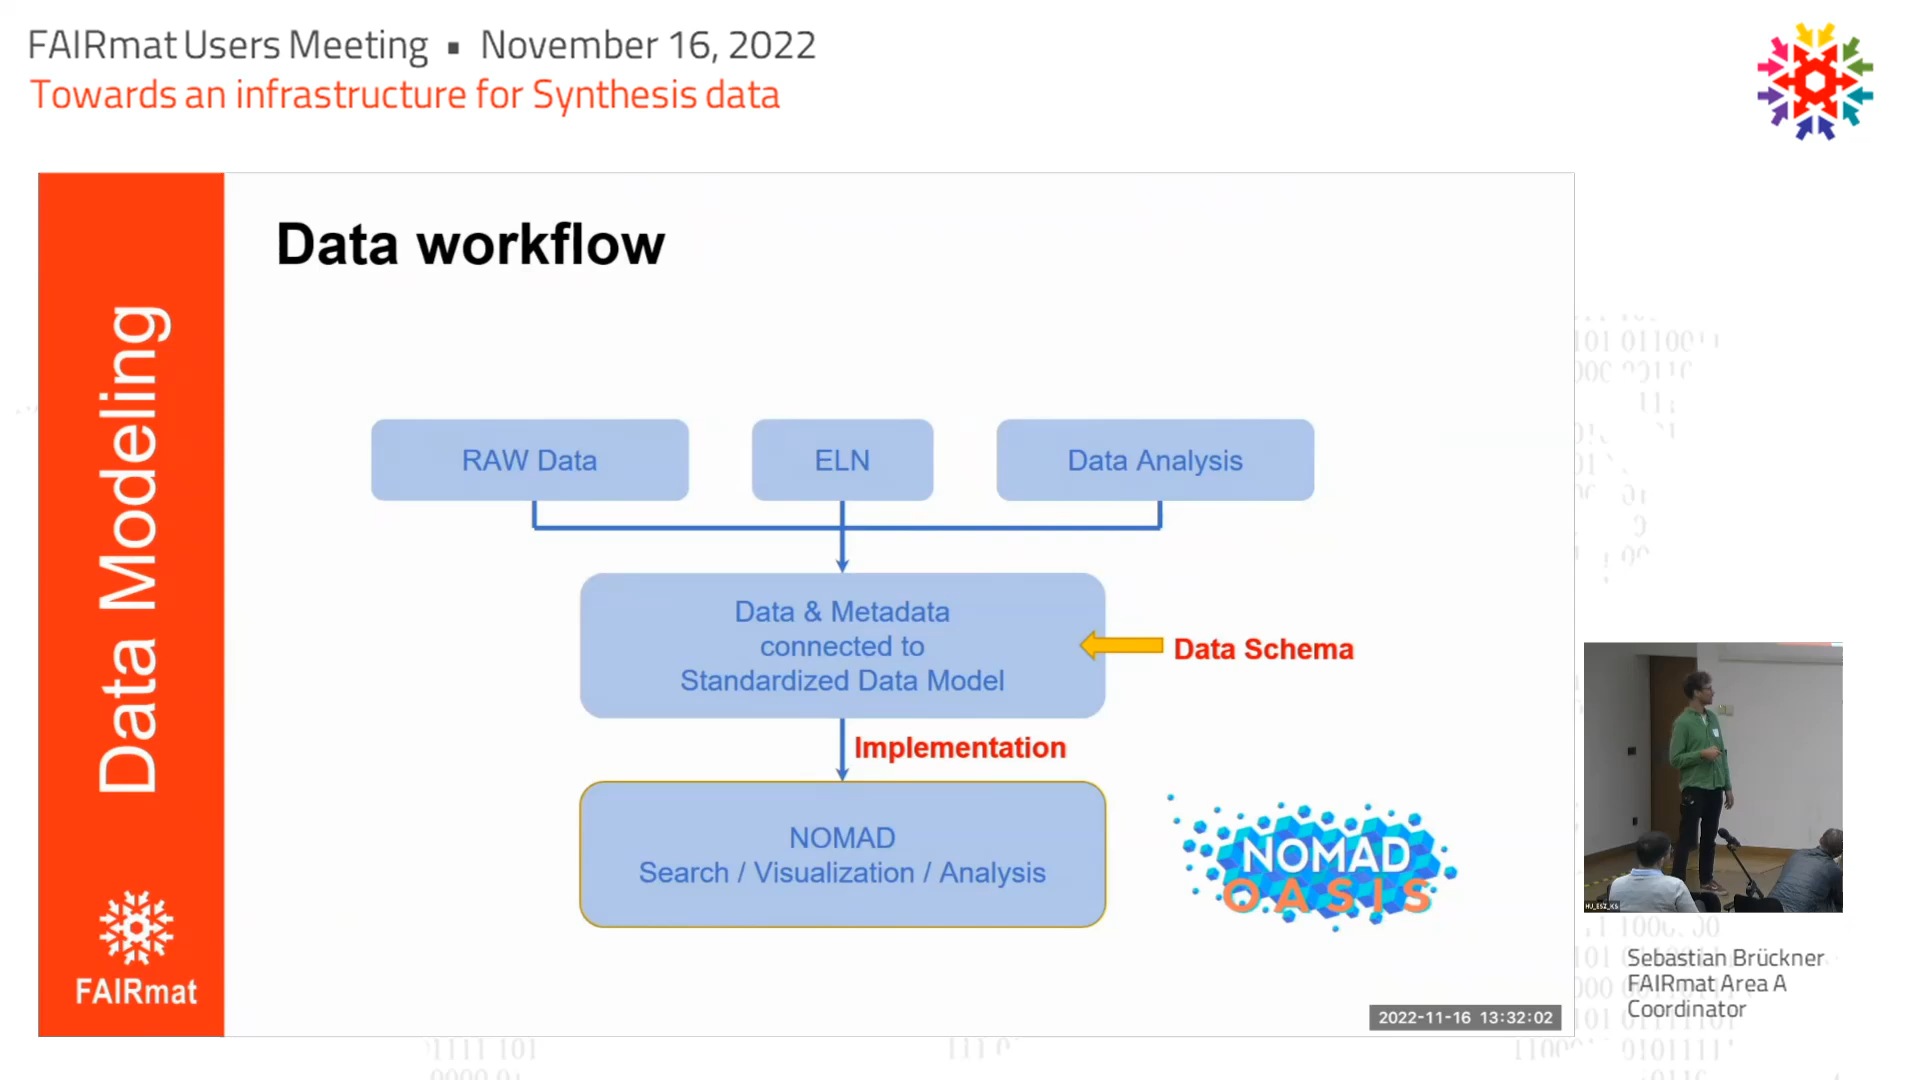 FAIRmat Users Meeting ▪ November 16, 2022
Towards an infrastructure for Synthesis data
Data Modeling
FAIRmat
Data workflow
RAW Data
ELN
Data Analysis
Data & Metadata
connected to
Standardized Data Model
Data Schema
Implementation
NOMAD
Search / Visualization / Analysis
NOMAD
OASIS
2022-11-16 13:32:02
Sebastian Brückner
FAIRmat Area A
Coordinator